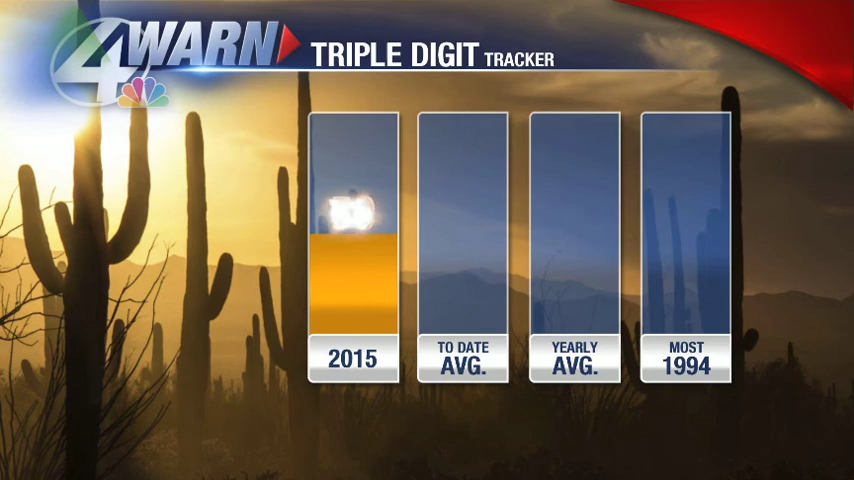 4WARN
TRIPLE DIGIT TRACKER
2015
TO DATE
AVG.
YEARLY
AVG.
MOST
1994